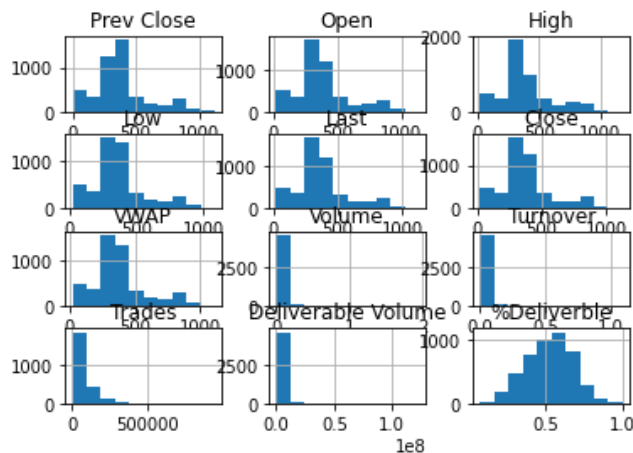 Prev Close Open High
2000
1000 1000 1000
0 0 0
0 500 1000 0 500 1000 0 500 1000
Low Last Close
1000 1000 1000
0 0 0
0 500 1000 0 500 1000 0 500 1000
VWAP Volume Turnover
1000 2500 2500
0 0 0
0 500 1000 0 1 0.0 0.5 1.0
Trades Deliverable Volume %Deliverble
1000 2500 1000
0 0 0
0 500000 0.0 0.5 1.0 0.5 1.0
1e8